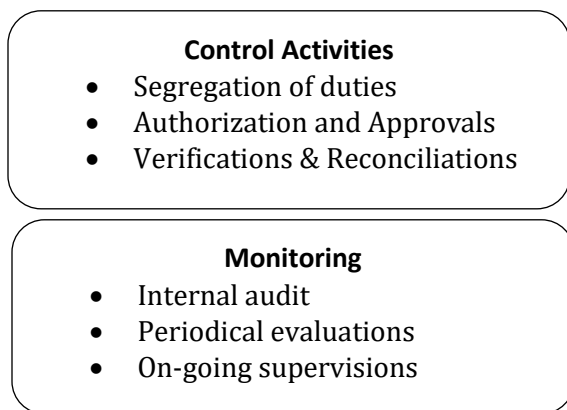 Control Activities
• Segregation of duties
• Authorization and Approvals
• Verifications & Reconciliations
Monitoring
• Internal audit
• Periodical evaluations
• On-going supervisions